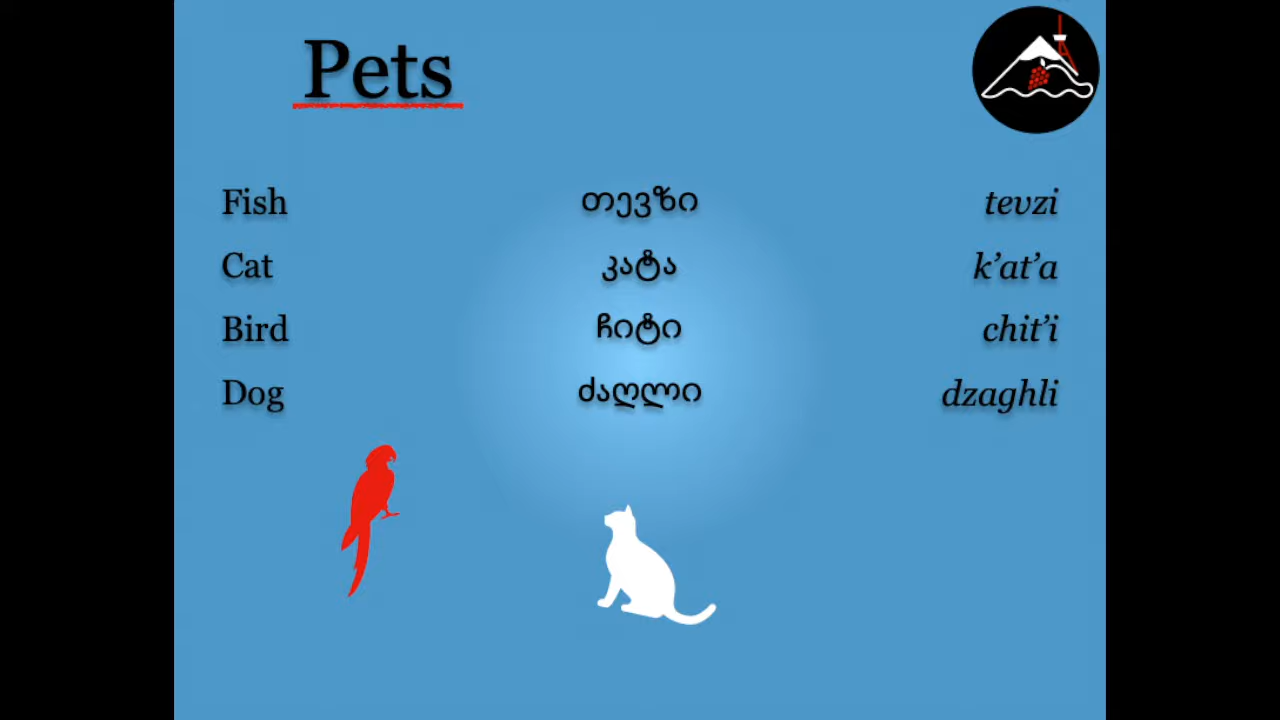 Pets
Fish თევზი tevzi
Cat კატა k’at’a
Bird ჩიტი chit’i
Dog ძაღლი dzaghli